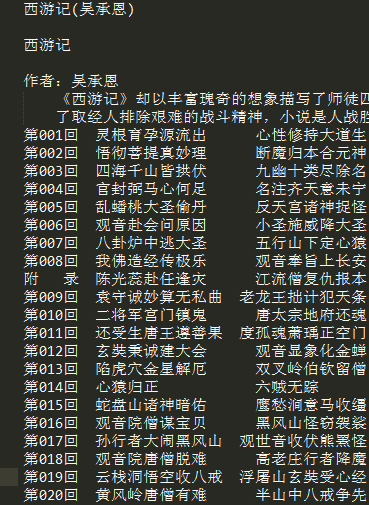 西游记(吴承恩)
西游记
作者：吴承恩
《西游记》却以丰富瑰奇的想象描写了师徒四
了取经人排除艰难的战斗精神，小说是人战胜
第001回 灵根育孕源流出 心性修持大道生
第002回 悟彻菩提真妙理 断魔归本合元神
第003回 四海千山皆拱伏 九幽十类尽除名
第004回 官封弼马心何足 名注齐天意未宁
第005回 乱蟠桃大圣偷丹 反天宫诸神捉怪
第006回 观音赴会问原因 小圣施威降大圣
第007回 八卦炉中逃大圣 五行山下定心猿
第008回 我佛造经传极乐 观音奉旨上长安
附 录 陈光蕊赴任逢灾 江流僧复仇报本
第009回 袁守诚妙算无私曲 老龙王拙计犯天条
第010回 二将军宫门镇鬼 唐太宗地府还魂
第011回 还受生唐王遵善果 度孤魂萧瑀正空门
第012回 玄奘秉诚建大会 观音显象化金蝉
第013回 陷虎穴金星解厄 双叉岭伯钦留僧
第014回 心猿归正 六贼无踪
第015回 蛇盘山诸神暗佑 鹰愁涧意马收缰
第016回 观音院僧谋宝贝 黑风山怪窃袈裟
第017回 孙行者大闹黑风山 观世音收伏熊罴怪
第018回 观音院唐僧脱难 高老庄行者降魔
第019回 云栈洞悟空收八戒 浮屠山玄奘受心经
第020回 黄风岭唐僧有难 半山中八戒争先